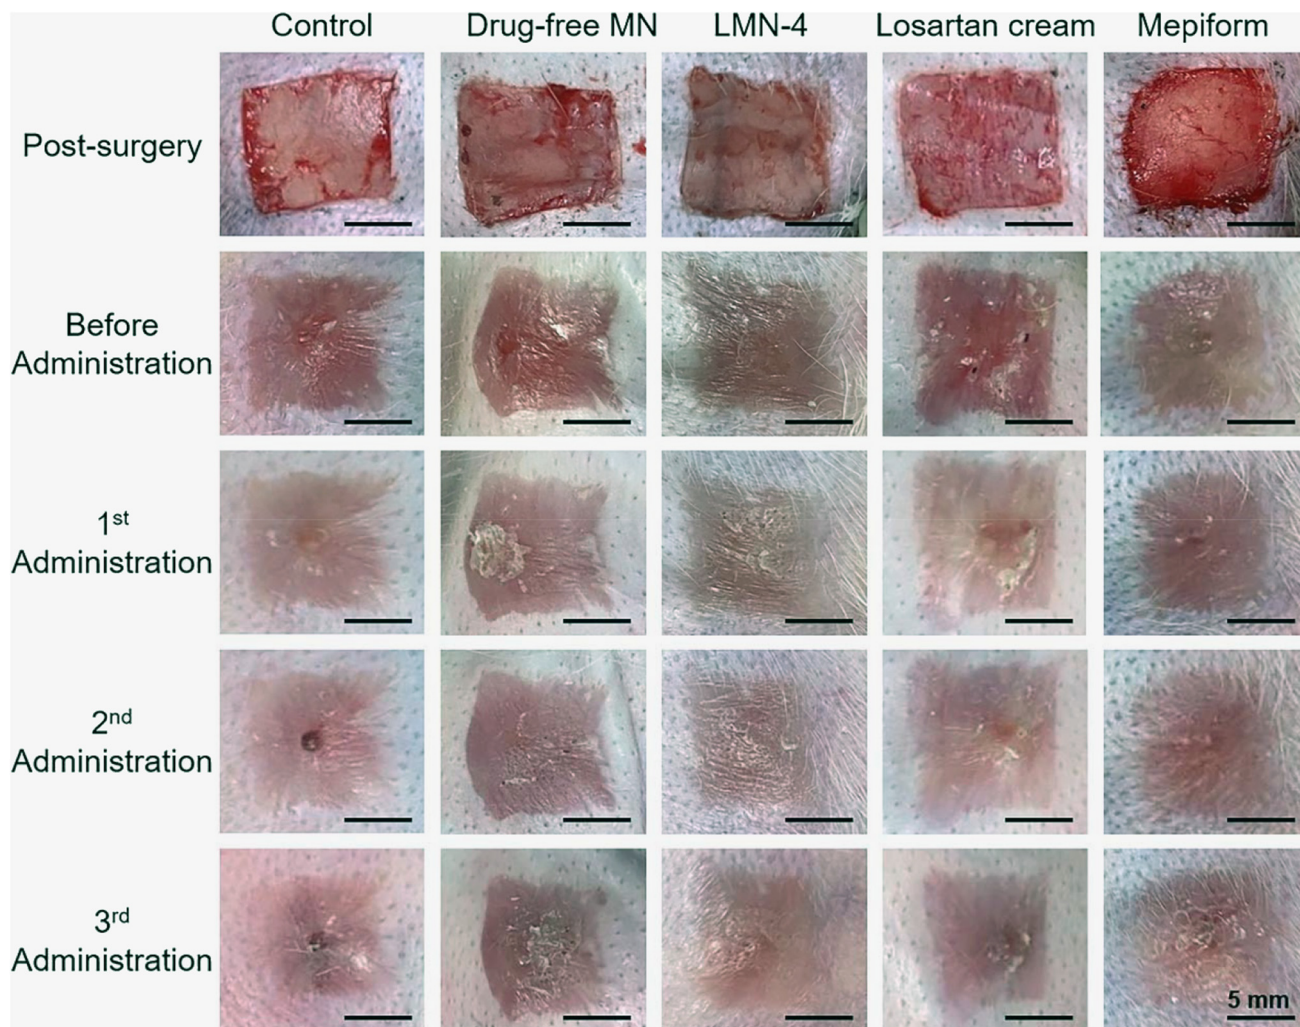 Control Drug-free MN LMN-4 Losartan cream Mepiform
Post-surgery
Before
Administration
1st
Administration
2nd
Administration
3rd
Administration
5 mm